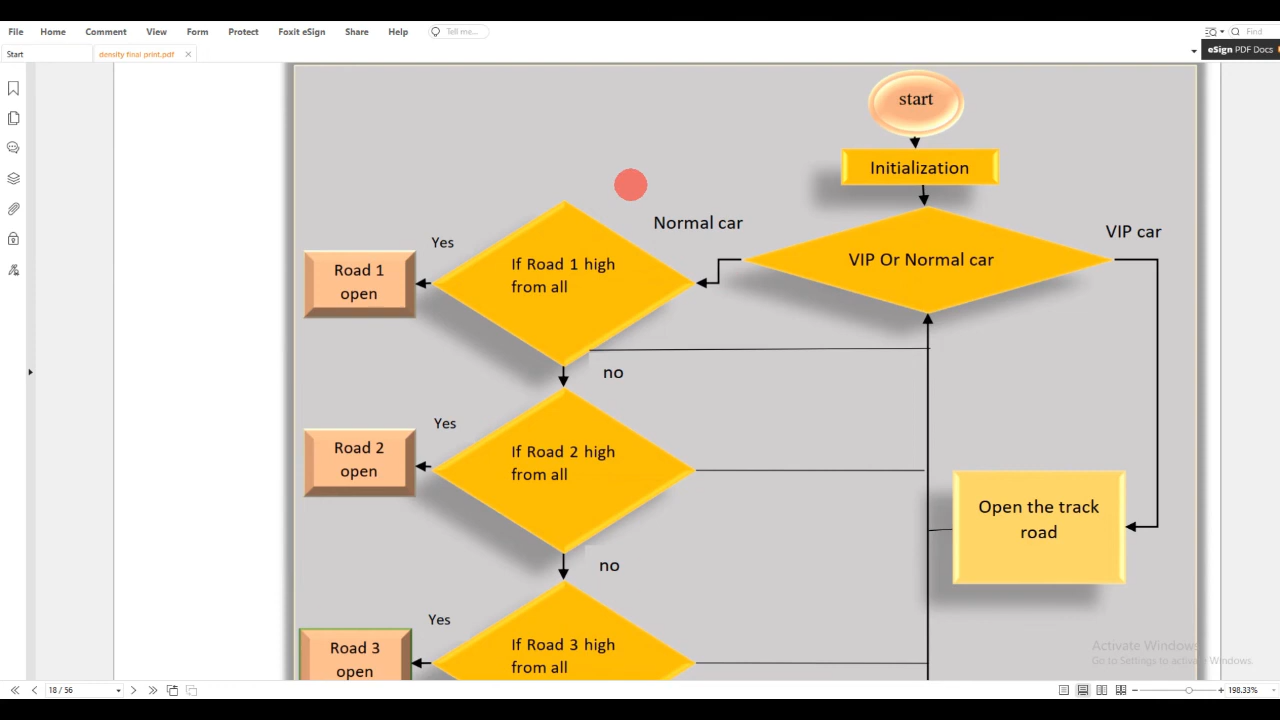 File Home Comment View Form Protect Foxit eSign Share Help Tell me... Find
Start density final print.pdf eSign PDF Docs
start
Initialization
Normal car
VIP car
VIP Or Normal car
Yes
If Road 1 high
from all
Road 1
open
no
Yes
If Road 2 high
from all
Road 2
open
Open the track
road
no
Yes
If Road 3 high
from all
Road 3
open
Activate Windows
Go to Settings to activate Windows.
18 / 56 198.33%